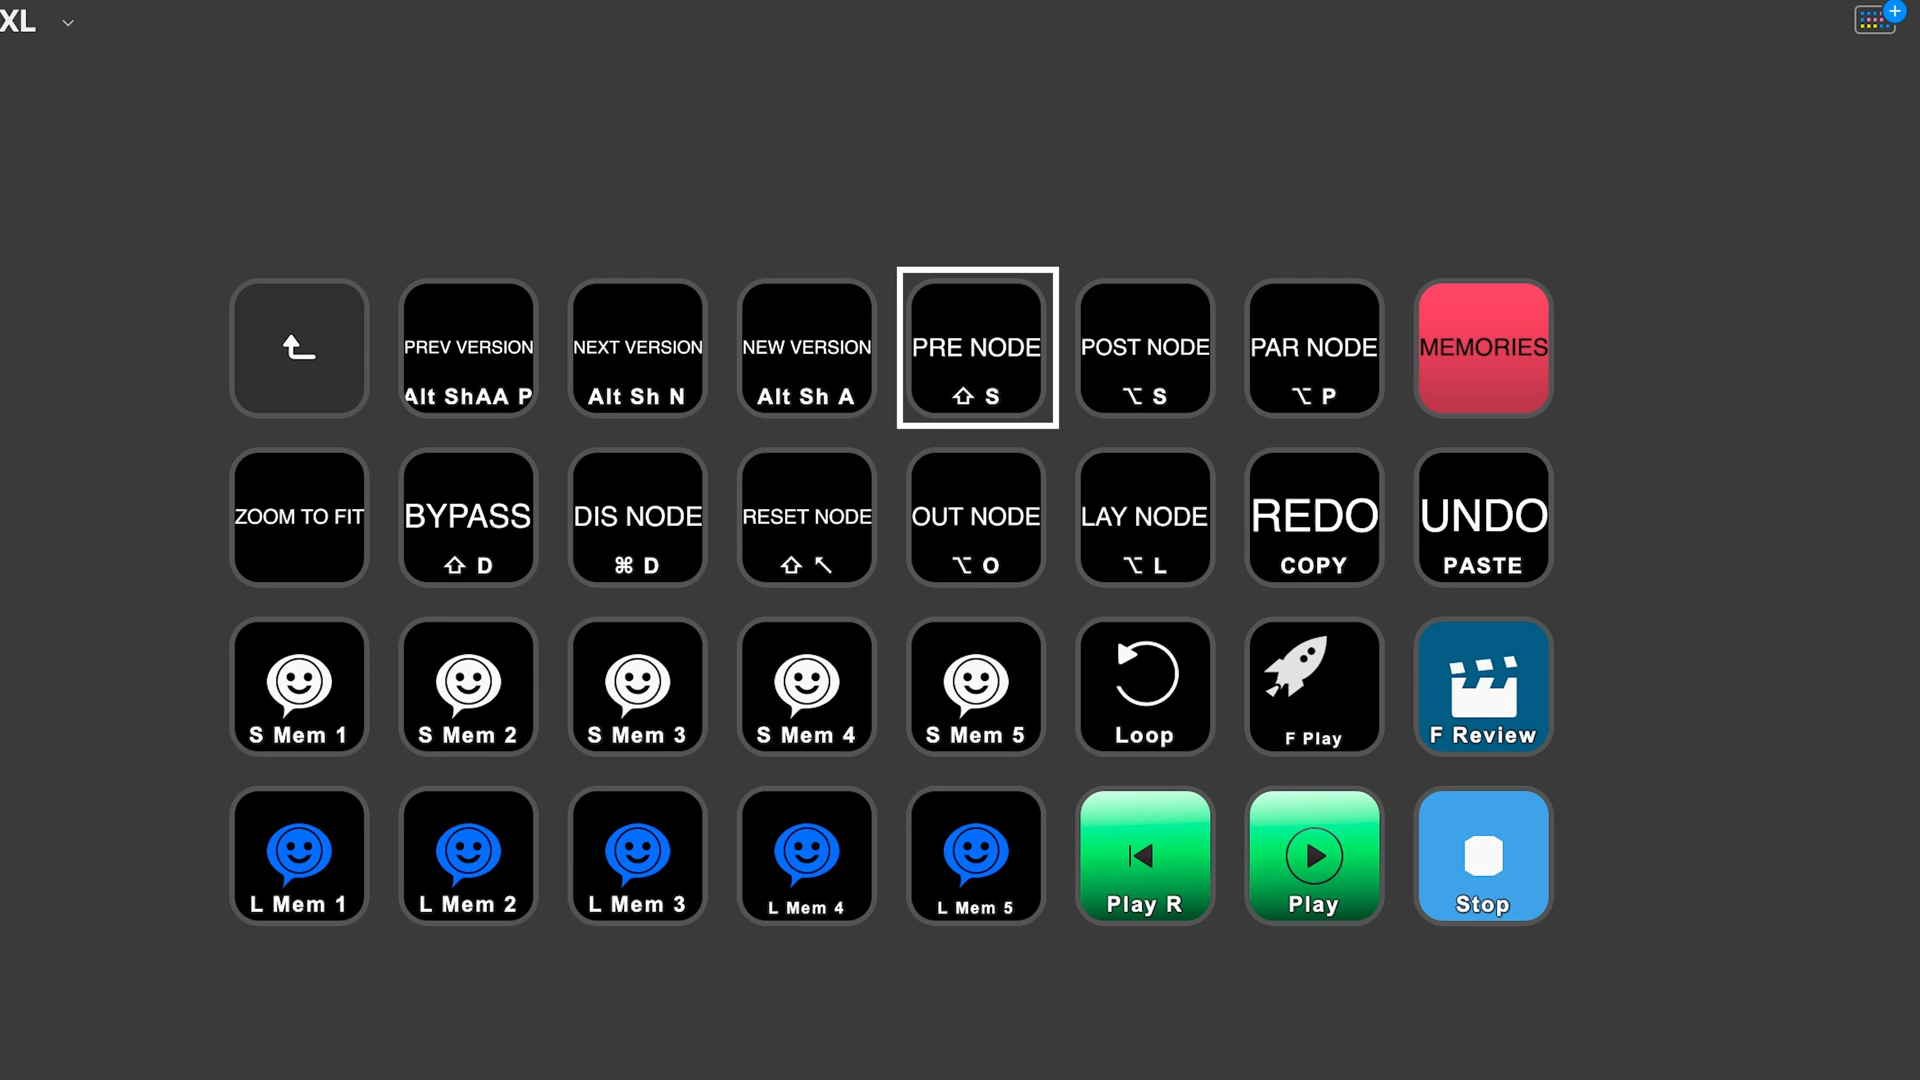 XL
PREV VERSION
Alt ShAA P
NEXT VERSION
Alt Sh N
NEW VERSION
Alt Sh A
PRE NODE
⇧ S
POST NODE
⌥ S
PAR NODE
⌥ P
MEMORIES
ZOOM TO FIT
BYPASS
⇧ D
DIS NODE
⌘ D
RESET NODE
⇧ ↖
OUT NODE
⌥ O
LAY NODE
⌥ L
REDO
COPY
UNDO
PASTE
S Mem 1
S Mem 2
S Mem 3
S Mem 4
S Mem 5
Loop
F Play
F Review
L Mem 1
L Mem 2
L Mem 3
L Mem 4
L Mem 5
Play R
Play
Stop